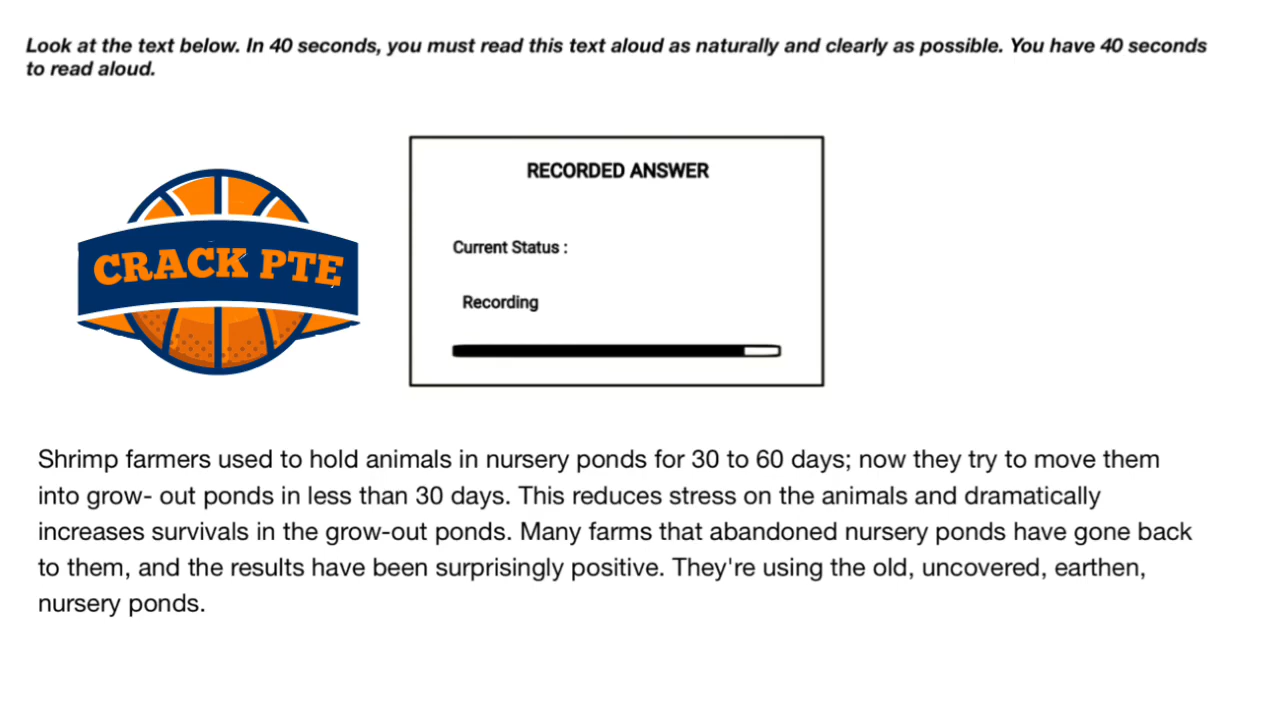 Look at the text below. In 40 seconds, you must read this text aloud as naturally and clearly as possible. You have 40 seconds
to read aloud.
CRACK PTE
RECORDED ANSWER
Current Status :
Recording
Shrimp farmers used to hold animals in nursery ponds for 30 to 60 days; now they try to move them
into grow- out ponds in less than 30 days. This reduces stress on the animals and dramatically
increases survivals in the grow-out ponds. Many farms that abandoned nursery ponds have gone back
to them, and the results have been surprisingly positive. They're using the old, uncovered, earthen,
nursery ponds.